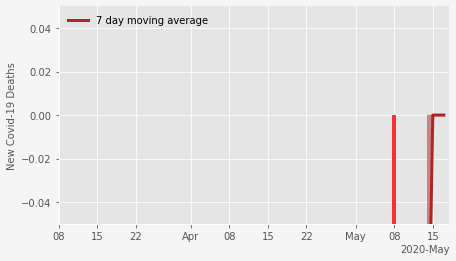 7 day moving average
New Covid-19 Deaths
0.04
0.02
0.00
−0.02
−0.04
08 15 22 Apr 08 15 22 May 08 15
2020-May